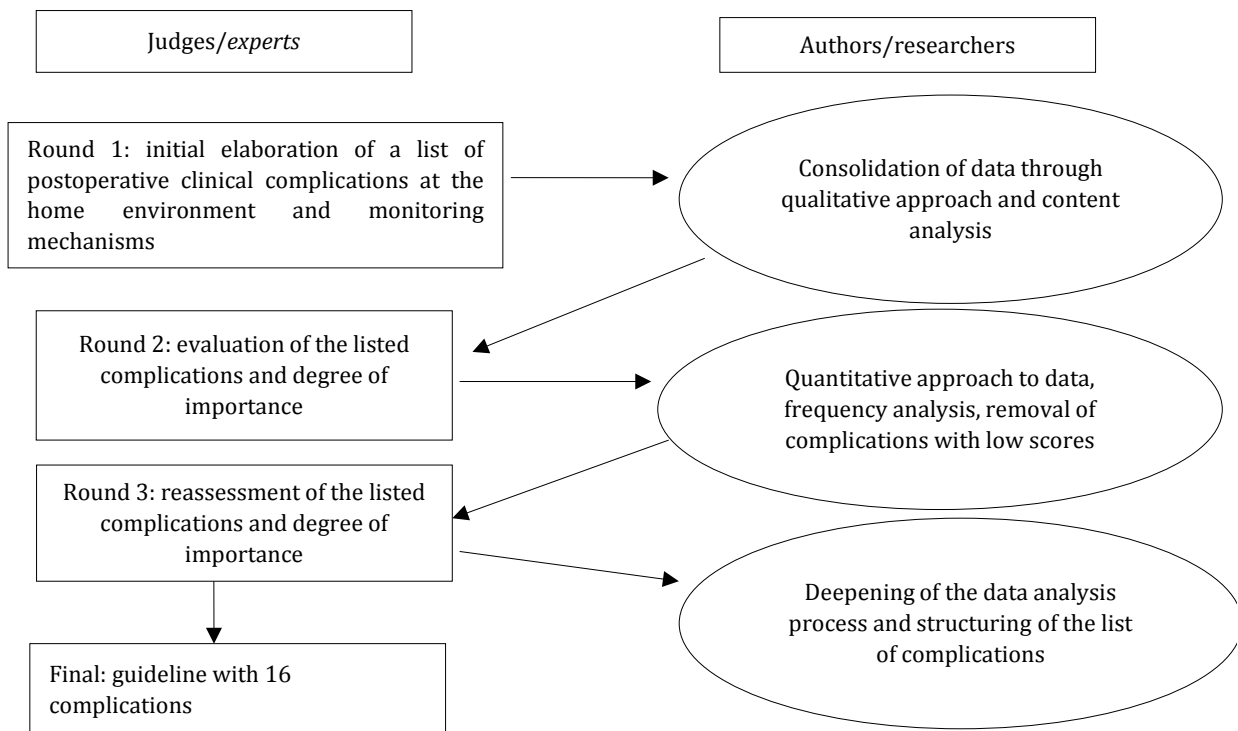 Judges/experts
Authors/researchers
Round 1: initial elaboration of a list of
postoperative clinical complications at the
home environment and monitoring
mechanisms
Consolidation of data through
qualitative approach and content
analysis
Round 2: evaluation of the listed
complications and degree of
importance
Quantitative approach to data,
frequency analysis, removal of
complications with low scores
Round 3: reassessment of the listed
complications and degree of
importance
Deepening of the data analysis
process and structuring of the list
of complications
Final: guideline with 16
complications